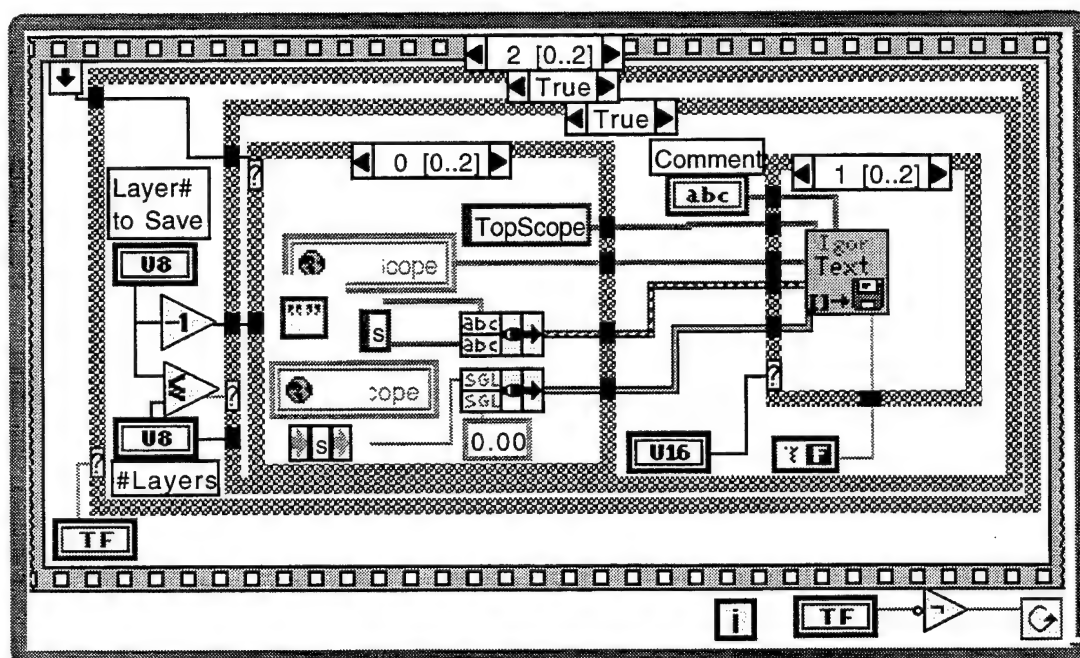 2 [0..2]
True
True
0 [0..2]
Comment
1 [0..2]
Layer#
to Save
abc
TopScope
Igor
Text
icope
U8
-1
s
abc
abc
cope
SGL
SGL
U8
s
0.00
U16
F
#Layers
TF
i
TF